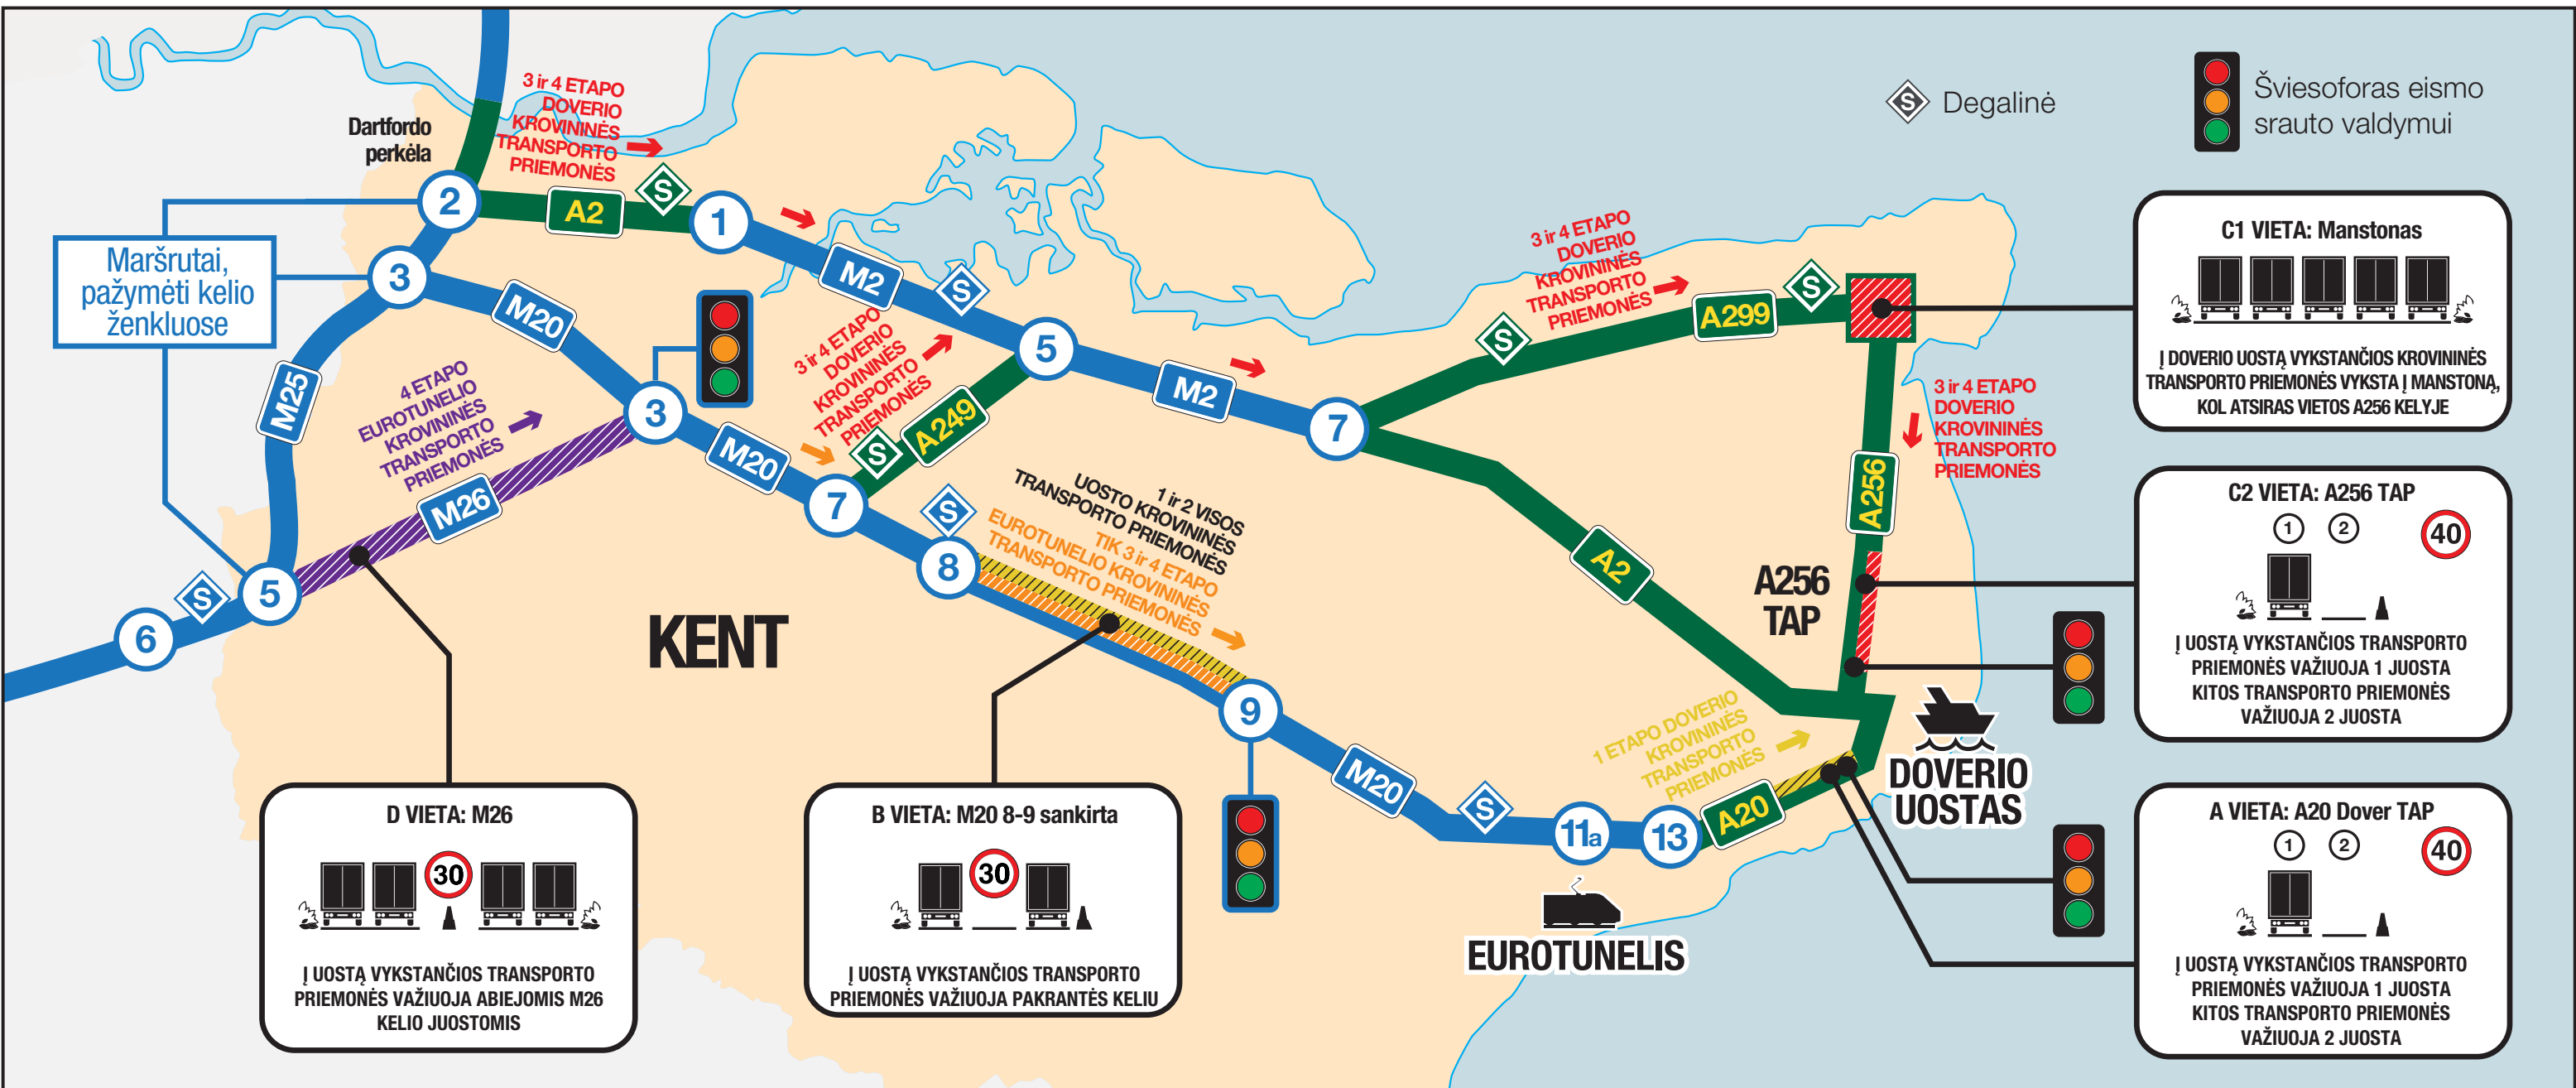 3 ir 4 ETAPO
DOVERIO
KROVININĖS
TRANSPORTO
PRIEMONĖS
Dartfordo
perkėla
S Degalinė
Šviesoforas eismo
srauto valdymui
2
A2
S
1
Maršrutai,
pažymėti kelio
ženkluose
3
M20
M2
S
3 ir 4 ETAPO
DOVERIO
KROVININĖS
TRANSPORTO
PRIEMONĖS
5
M2
7
3 ir 4 ETAPO
DOVERIO
KROVININĖS
TRANSPORTO
PRIEMONĖS
S
A299
S
C1 VIETA: Manstonas
Į DOVERIO UOSTĄ VYKSTANČIOS KROVININĖS
TRANSPORTO PRIEMONĖS VYKSTA Į MANSTONĄ,
KOL ATSIRAS VIETOS A256 KELYJE
M25
4 ETAPO
EUROTUNELIO
KROVININĖS
TRANSPORTO
PRIEMONĖS
3
M20
A249
S
7
M26
3 ir 4 ETAPO
DOVERIO
KROVININĖS
TRANSPORTO
PRIEMONĖS
A256
C2 VIETA: A256 TAP
1 2 40
Į UOSTĄ VYKSTANČIOS TRANSPORTO
PRIEMONĖS VAŽIUOJA 1 JUOSTA
KITOS TRANSPORTO PRIEMONĖS
VAŽIUOJA 2 JUOSTA
S
8
1 ir 2 VISOS
UOSTO KROVININĖS
TRANSPORTO PRIEMONĖS
TIK 3 ir 4 ETAPO
EUROTUNELIO KROVININĖS
TRANSPORTO PRIEMONĖS
A2
A256
TAP
6
S
5
KENT
9
M20
S
11a
13
1 ETAPO DOVERIO
KROVININĖS
TRANSPORTO
PRIEMONĖS
A20
DOVERIO
UOSTAS
EUROTUNELIS
D VIETA: M26
30
Į UOSTĄ VYKSTANČIOS TRANSPORTO
PRIEMONĖS VAŽIUOJA ABIEJOMIS M26
KELIO JUOSTOMIS
B VIETA: M20 8-9 sankirta
30
Į UOSTĄ VYKSTANČIOS TRANSPORTO
PRIEMONĖS VAŽIUOJA PAKRANTĖS KELIU
A VIETA: A20 Dover TAP
1 2 40
Į UOSTĄ VYKSTANČIOS TRANSPORTO
PRIEMONĖS VAŽIUOJA 1 JUOSTA
KITOS TRANSPORTO PRIEMONĖS
VAŽIUOJA 2 JUOSTA